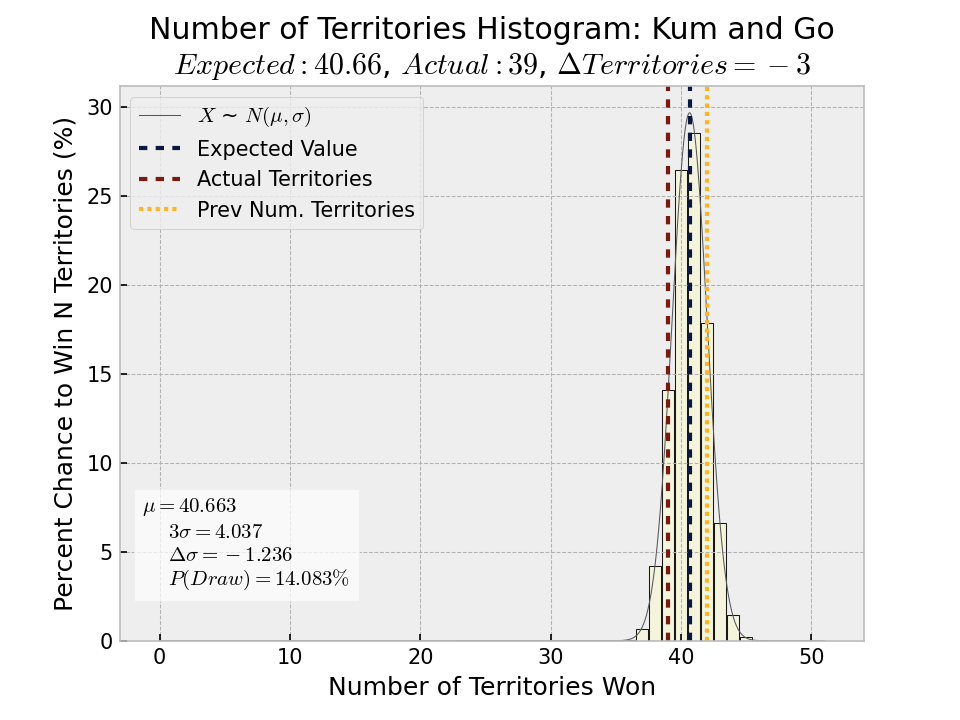 Number of Territories Histogram: Kum and Go
Expected : 40.66, Actual : 39, ΔTerritories = −3
Percent Chance to Win N Territories (%)
30
25
20
15
10
5
0
X ~ N(μ, σ)
Expected Value
Actual Territories
Prev Num. Territories
μ = 40.663
3σ = 4.037
Δσ = −1.236
P(Draw) = 14.083%
0 10 20 30 40 50
Number of Territories Won